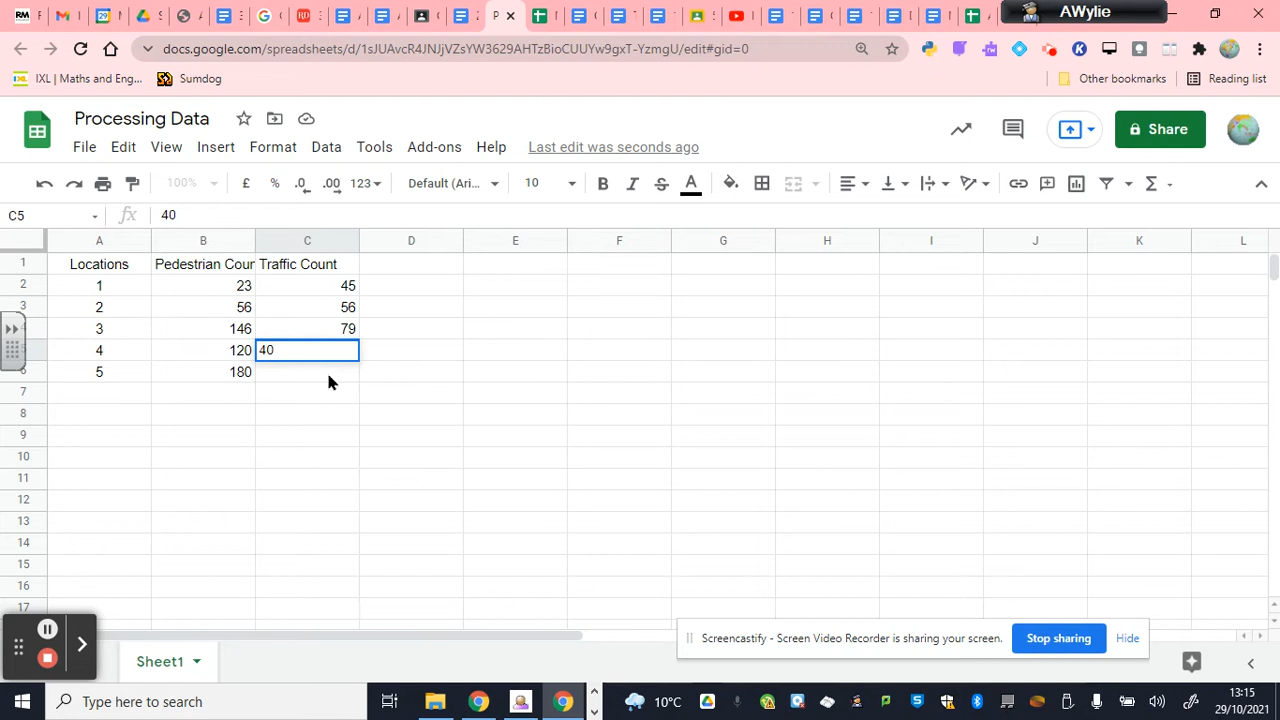 AWylie
docs.google.com/spreadsheets/d/1sJUAvcR4JNJjVZsYW3629AHTzBioCUUYw9gxT-YzmgU/edit#gid=0
IXL | Maths and Eng... Sumdog Other bookmarks Reading list
Processing Data
Share
File Edit View Insert Format Data Tools Add-ons Help Last edit was seconds ago
100% £ % .0 .00 123 Default (Ari... 10 B I S A
C5 fx 40
A B C D E F G H I J K L
1 Locations Pedestrian Cour Traffic Count
2 1 23 45
3 2 56 56
3 146 79
4 120 40
6 5 180
7
8
9
10
11
12
13
14
15
16
17
Screencastify - Screen Video Recorder is sharing your screen. Stop sharing Hide
Sheet1
Type here to search 10°C 13:15
29/10/2021